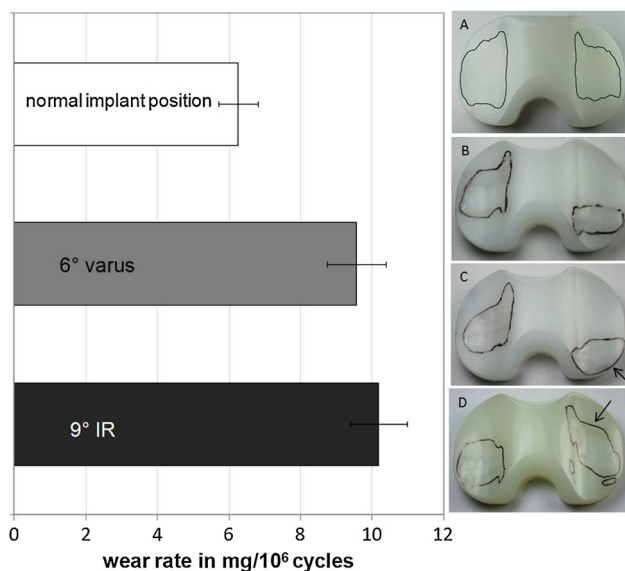 normal implant position
6° varus
9° IR
0 2 4 6 8 10 12
wear rate in mg/10⁶ cycles
A
B
C
D